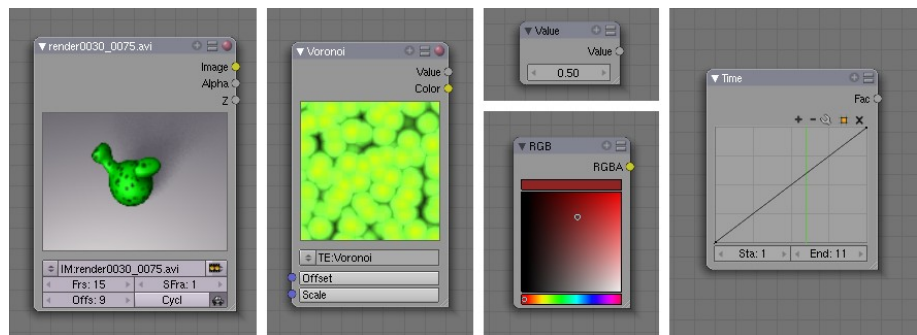 render0030_0075.avi
Image
Alpha
Z
IM:render0030_0075.avi
Frs: 15
SFra: 1
Offs: 9
Cycl
Voronoi
Value
Color
TE:Voronoi
Offset
Scale
Value
Value
0.50
RGB
RGBA
Time
Fac
Sta: 1
End: 11